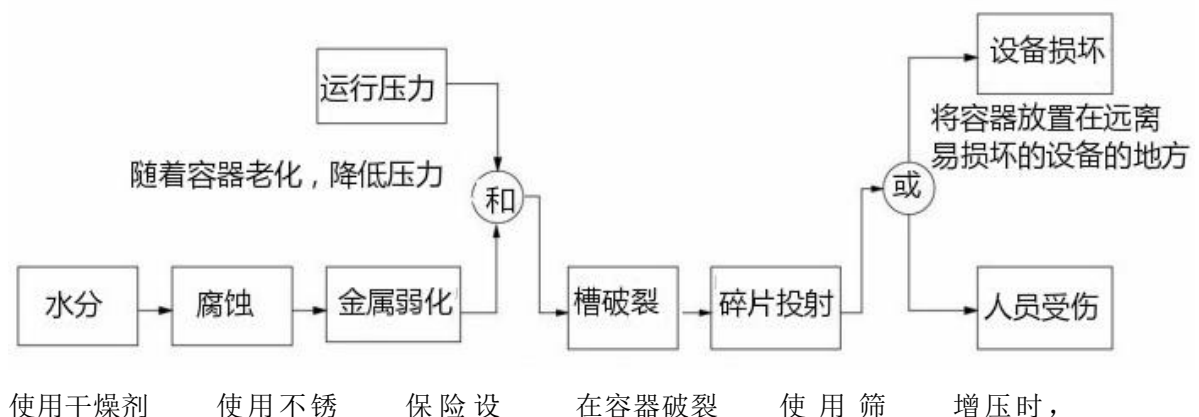 设备损坏
运行压力
将容器放置在远离
易损坏的设备的地方
随着容器老化，降低压力
和
或
水分
腐蚀
金属弱化
槽破裂
碎片投射
人员受伤
使用干燥剂 使用不锈 保险设 在容器破裂 使用筛 增压时，